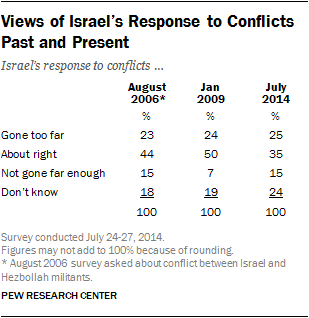 Views of Israel's Response to Conflicts
Past and Present
Israel's response to conflicts ...
August 2006* Jan 2009 July 2014
% % %
Gone too far 23 24 25
About right 44 50 35
Not gone far enough 15 7 15
Don't know 18 19 24
100 100 100
Survey conducted July 24-27, 2014.
Figures may not add to 100% because of rounding.
* August 2006 survey asked about conflict between Israel and
Hezbollah militants.
PEW RESEARCH CENTER